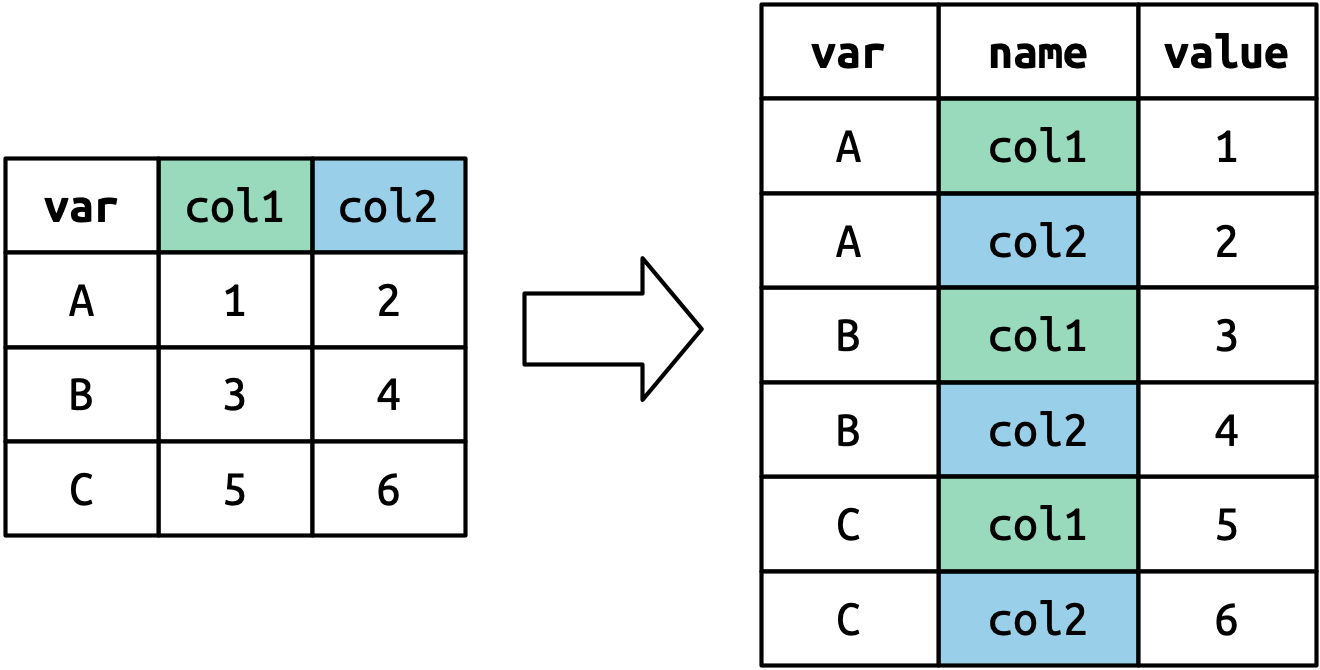 var col1 col2
A 1 2
B 3 4
C 5 6
var name value
A col1 1
A col2 2
B col1 3
B col2 4
C col1 5
C col2 6